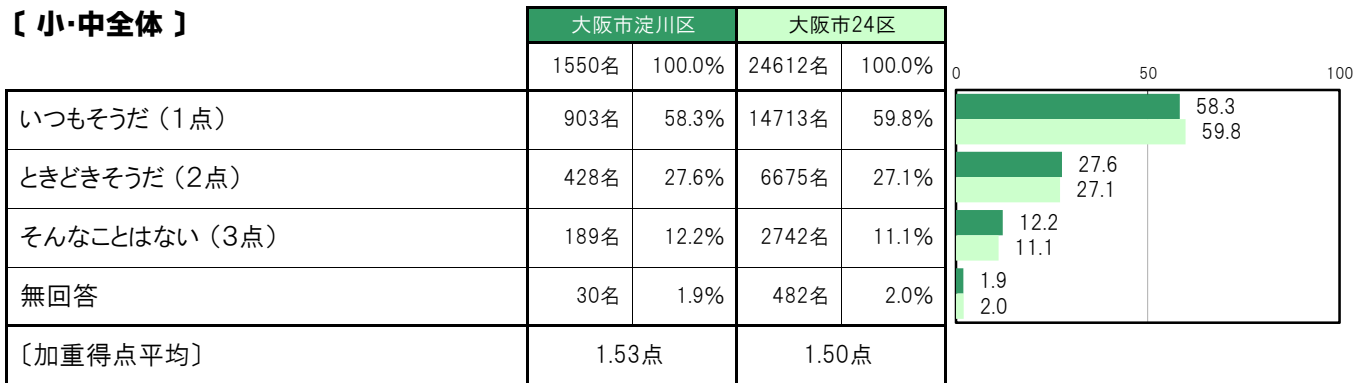 〔 小・中全体 〕
大阪市淀川区 大阪市24区
1550名 100.0% 24612名 100.0%
0 50 100
いつもそうだ（１点） 903名 58.3% 14713名 59.8%
58.3
59.8
ときどきそうだ（２点） 428名 27.6% 6675名 27.1%
27.6
27.1
そんなことはない（３点） 189名 12.2% 2742名 11.1%
12.2
11.1
無回答 30名 1.9% 482名 2.0%
1.9
2.0
〔加重得点平均〕 1.53点 1.50点